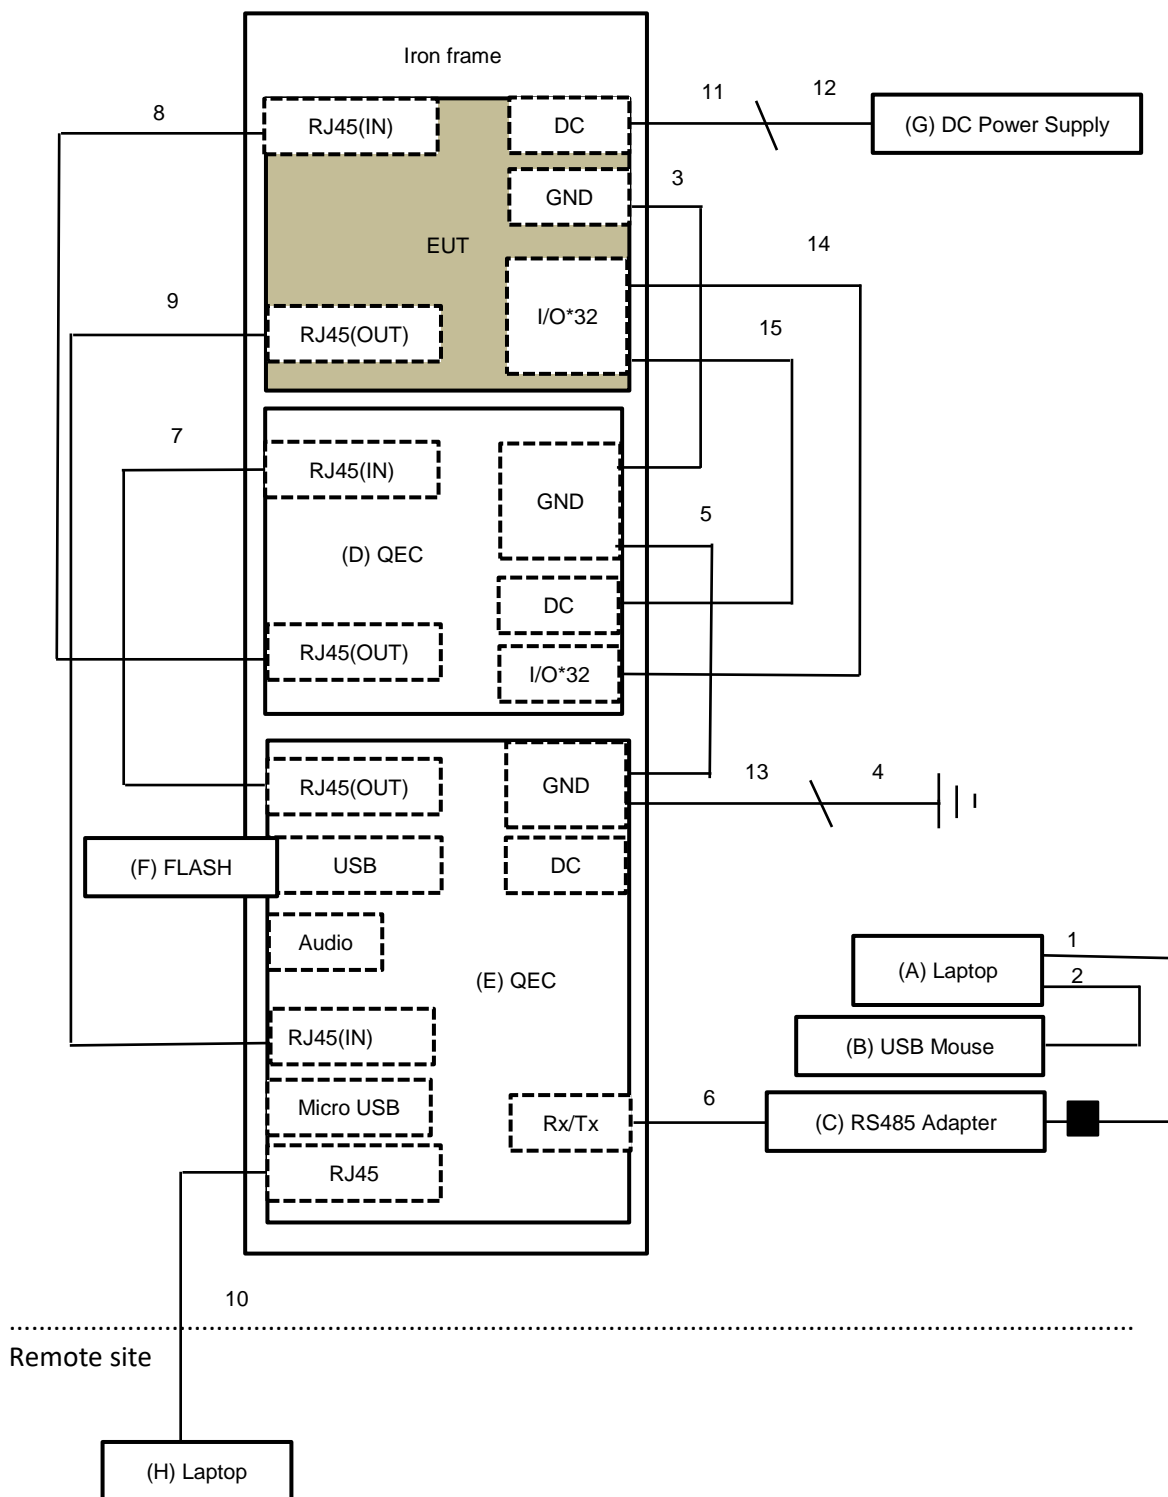 Iron frame
8
RJ45(IN)
DC
11
12
(G) DC Power Supply
GND
3
EUT
14
9
RJ45(OUT)
I/O*32
15
7
RJ45(IN)
GND
5
(D) QEC
DC
RJ45(OUT)
I/O*32
RJ45(OUT)
GND
13
4
(F) FLASH
USB
DC
Audio
(E) QEC
(A) Laptop
1
2
RJ45(IN)
(B) USB Mouse
Micro USB
Rx/Tx
6
(C) RS485 Adapter
RJ45
10
Remote site
(H) Laptop